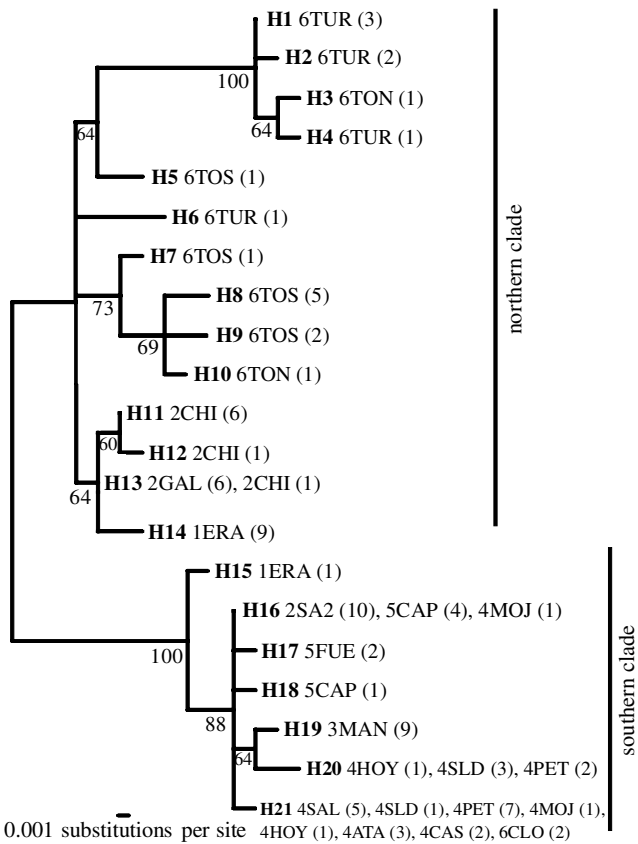 H1 6TUR (3)
H2 6TUR (2)
100
H3 6TON (1)
64
64
H4 6TUR (1)
H5 6TOS (1)
H6 6TUR (1)
H7 6TOS (1)
73
H8 6TOS (5)
H9 6TOS (2)
69
H10 6TON (1)
H11 2CHI (6)
60
H12 2CHI (1)
H13 2GAL (6), 2CHI (1)
64
H14 1ERA (9)
northern clade
H15 1ERA (1)
H16 2SA2 (10), 5CAP (4), 4MOJ (1)
100
H17 5FUE (2)
H18 5CAP (1)
88
H19 3MAN (9)
64
H20 4HOY (1), 4SLD (3), 4PET (2)
H21 4SAL (5), 4SLD (1), 4PET (7), 4MOJ (1),
4HOY (1), 4ATA (3), 4CAS (2), 6CLO (2)
southern clade
0.001 substitutions per site